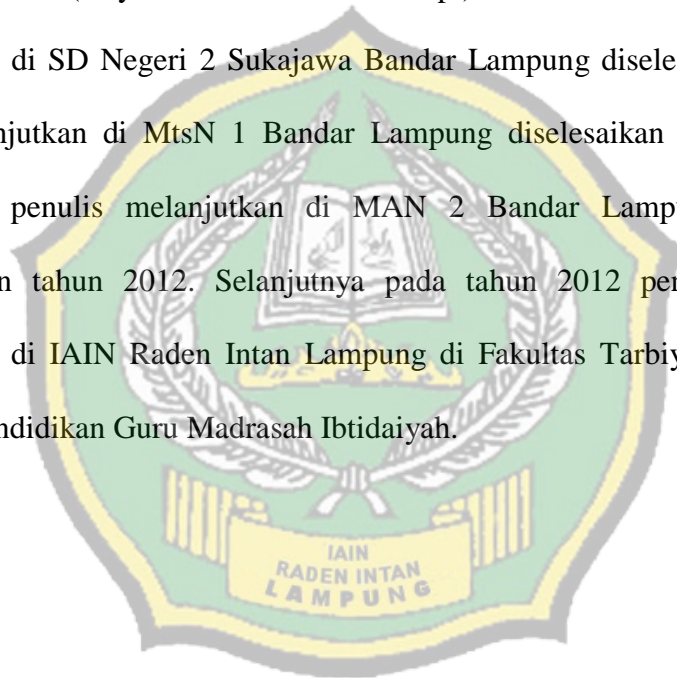 di SD Negeri 2 Sukajawa Bandar Lampung disele
njutkan di MtsN 1 Bandar Lampung diselesaikan
penulis melanjutkan di MAN 2 Bandar Lamp
n tahun 2012. Selanjutnya pada tahun 2012 per
di IAIN Raden Intan Lampung di Fakultas Tarbiy
ndidikan Guru Madrasah Ibtidaiyah.
IAIN
RADEN INTAN
LAMPUNG